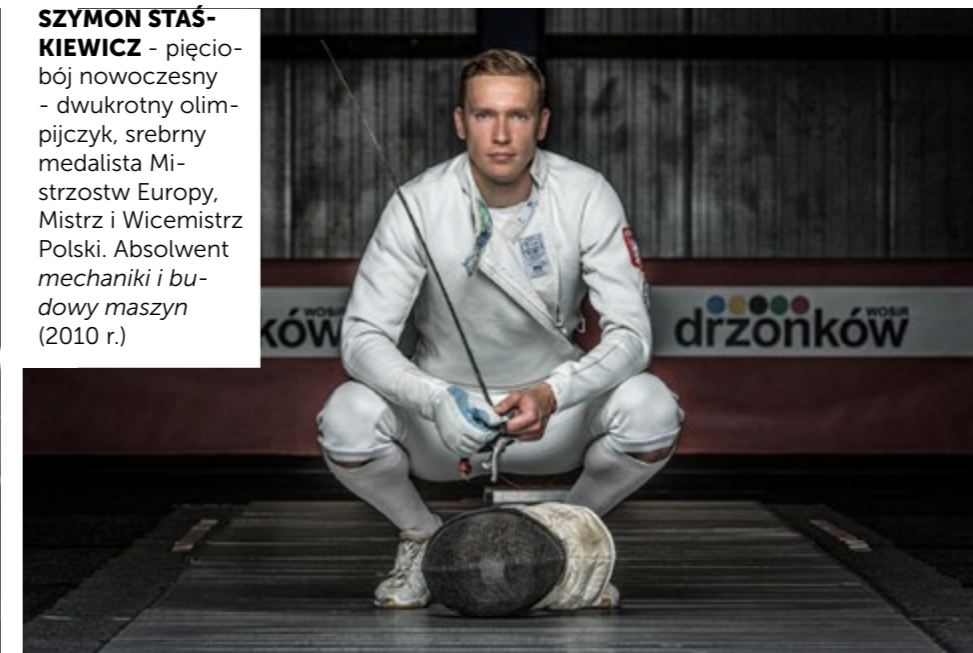 SZYMON STAŚ-
KIEWICZ - pięcio-
bój nowoczesny
- dwukrotny olim-
pijczyk, srebrny
medalista Mi-
strzostw Europy,
Mistrz i Wicemistrz
Polski. Absolwent
mechaniki i bu-
dowy maszyn
(2010 r.)
WOSiR
ków
WOSiR
drzonków